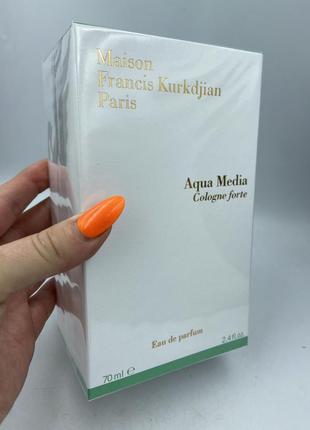 Maison
Francis Kurkdjian
Paris
Aqua Media
Cologne forte
Eau de parfum
70 ml ℮
2.4 fl.oz.